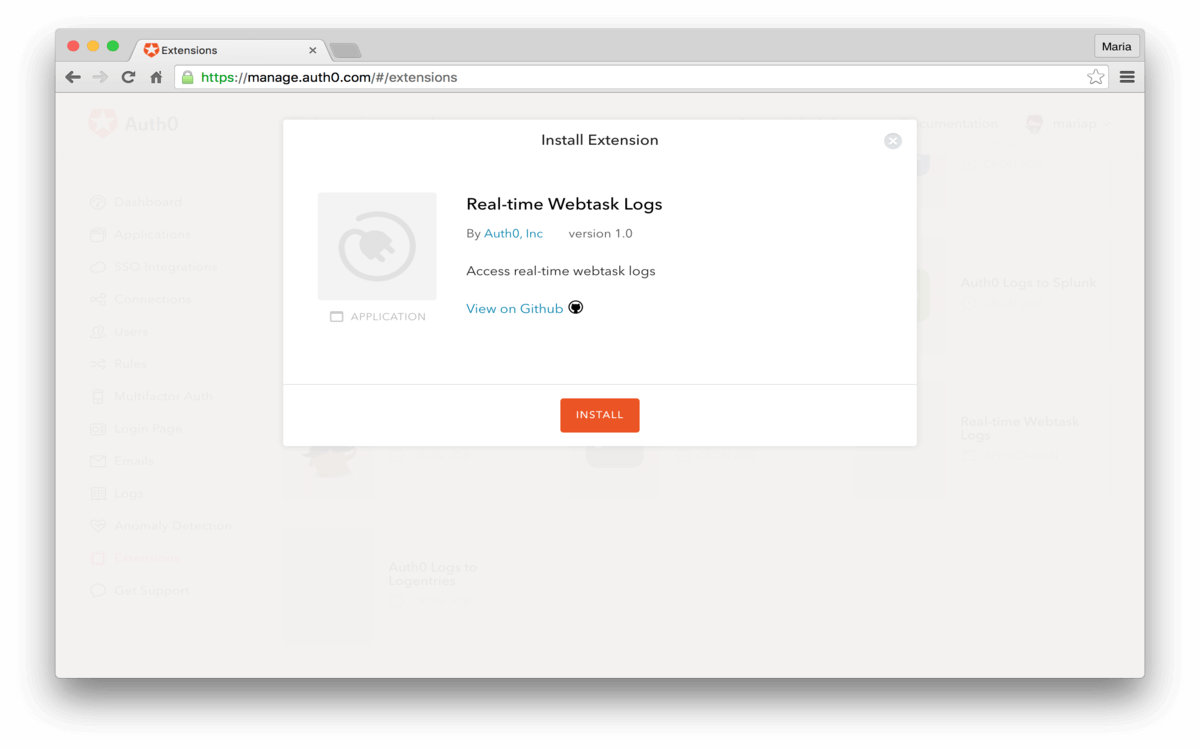 Extensions
Maria
https://manage.auth0.com/#/extensions
Auth0
Install Extension
mariap
Dashboard
Applications
SSO Integrations
Connections
Users
Rules
Multifactor Auth
Login Page
Emails
Logs
Anomaly Detection
Extensions
Get Support
Real-time Webtask Logs
By Auth0, Inc version 1.0
Access real-time webtask logs
View on Github
APPLICATION
INSTALL
Auth0 Logs to Splunk
Real-time Webtask
Logs
Auth0 Logs to
Logentries